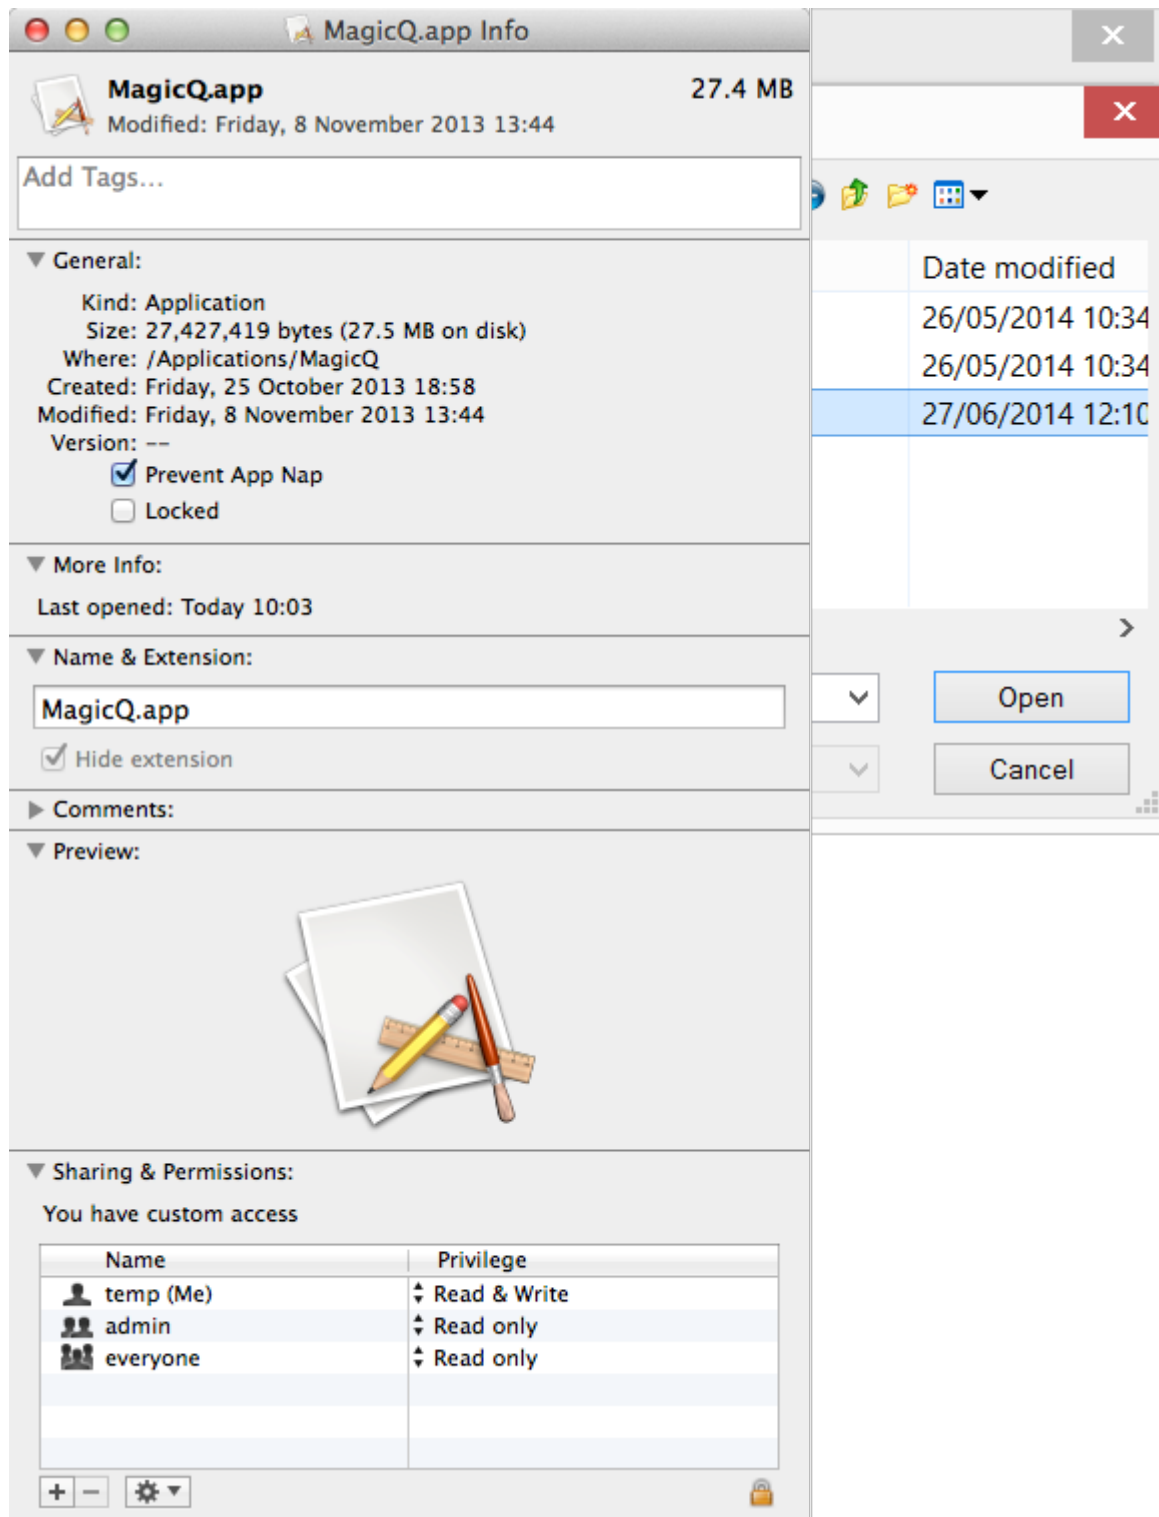 MagicQ.app Info
MagicQ.app 27.4 MB
Modified: Friday, 8 November 2013 13:44
Add Tags...
General:
Kind: Application
Size: 27,427,419 bytes (27.5 MB on disk)
Where: /Applications/MagicQ
Created: Friday, 25 October 2013 18:58
Modified: Friday, 8 November 2013 13:44
Version: --
Prevent App Nap
Locked
More Info:
Last opened: Today 10:03
Name & Extension:
MagicQ.app
Hide extension
Comments:
Preview:
Sharing & Permissions:
You have custom access
Name Privilege
temp (Me) Read & Write
admin Read only
everyone Read only
Date modified
26/05/2014 10:34
26/05/2014 10:34
27/06/2014 12:10
Open
Cancel